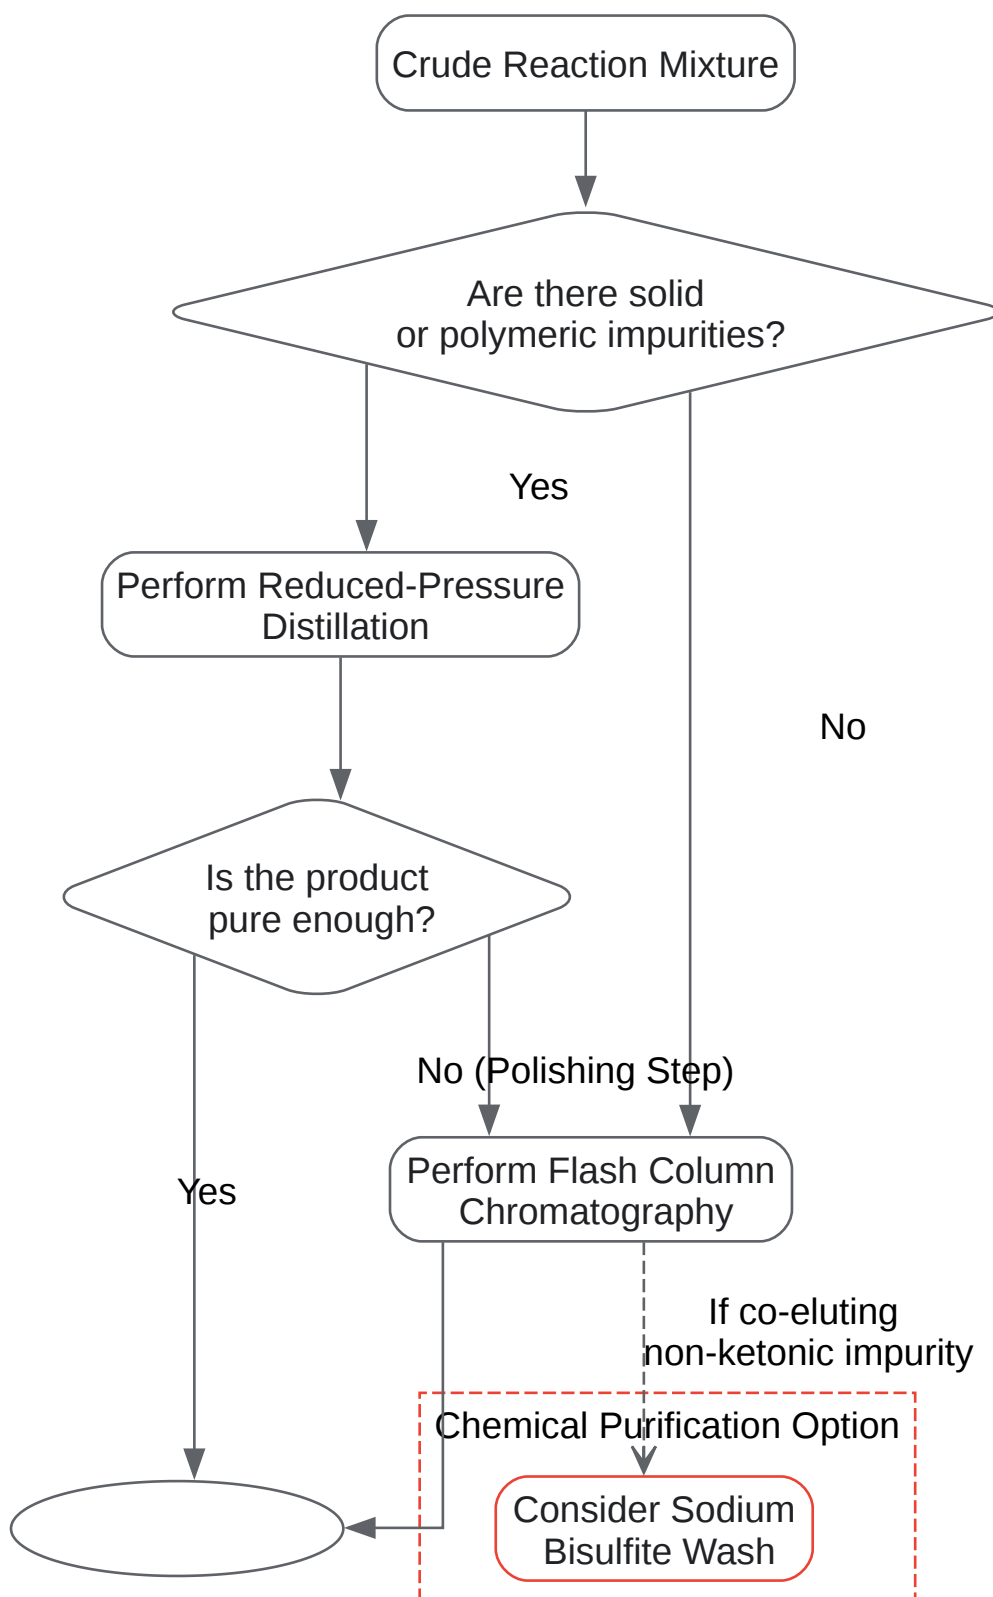 Crude Reaction Mixture
Are there solid
or polymeric impurities?
Yes
Perform Reduced-Pressure
Distillation
No
Is the product
pure enough?
No (Polishing Step)
Perform Flash Column
Chromatography
Yes
If co-eluting
non-ketonic impurity
Chemical Purification Option
Consider Sodium
Bisulfite Wash